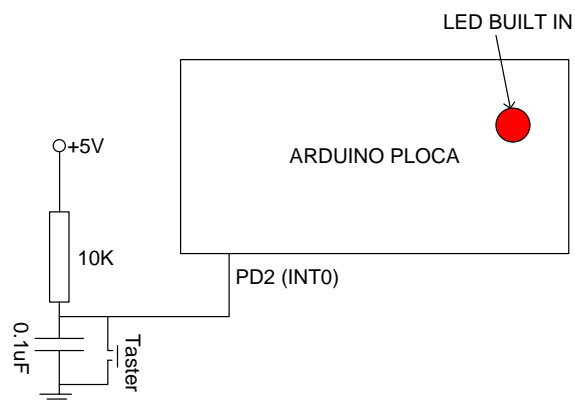 LED BUILT IN
ARDUINO PLOCA
+5V
10K
PD2 (INT0)
0.1uF
Taster